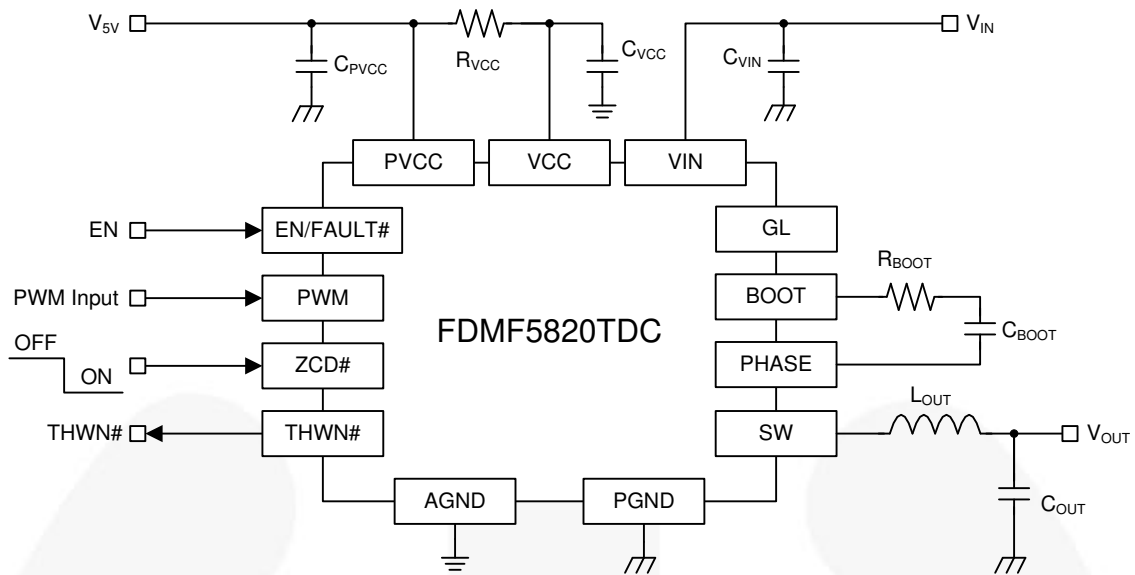 V5V
RVCC
CPVCC
CVCC
CVIN
VIN
PVCC
VCC
VIN
EN
EN/FAULT#
GL
PWM Input
PWM
BOOT
RBOOT
CBOOT
FDMF5820TDC
OFF
ON
ZCD#
PHASE
THWN#
THWN#
SW
LOUT
VOUT
COUT
AGND
PGND